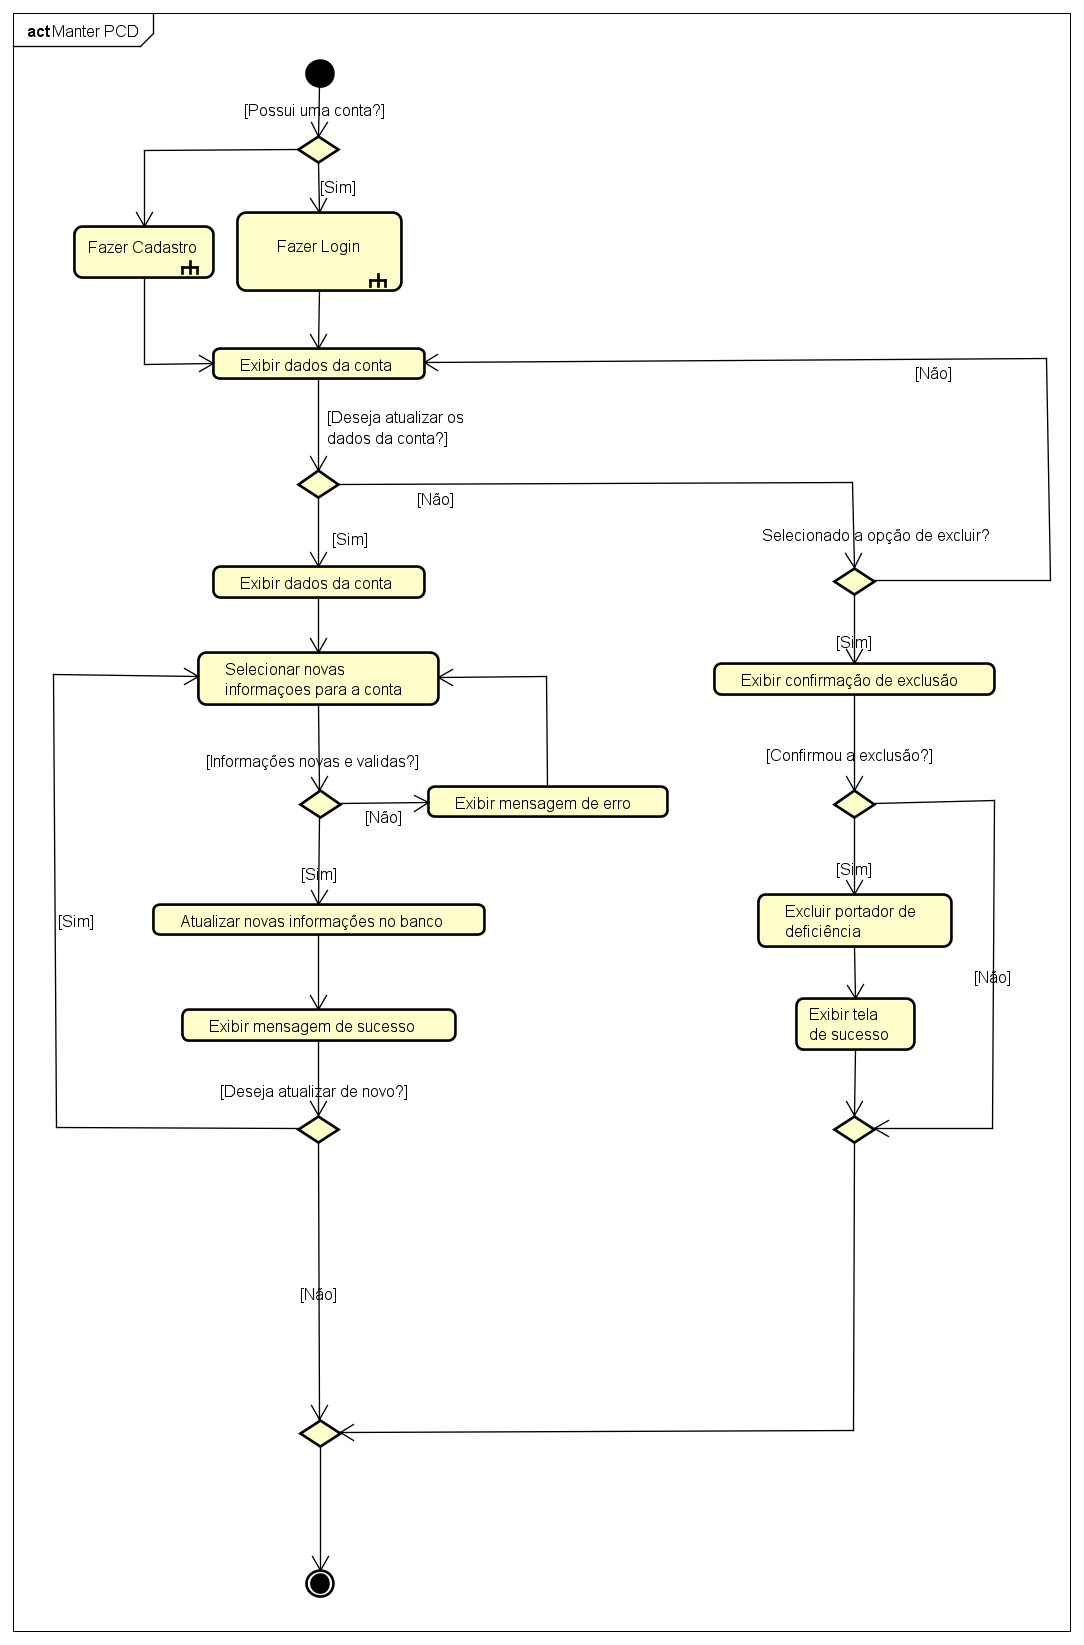 act Manter PCD
[Possui uma conta?]
[Sim]
Fazer Cadastro
Fazer Login
Exibir dados da conta
[Não]
[Deseja atualizar os
dados da conta?]
[Não]
[Sim]
Selecionado a opção de excluir?
Exibir dados da conta
[Sim]
Selecionar novas
informaçoes para a conta
Exibir confirmação de exclusão
[Informações novas e validas?]
[Confirmou a exclusão?]
Exibir mensagem de erro
[Não]
[Sim]
[Sim]
Atualizar novas informações no banco
[Sim]
Excluir portador de
deficiência
[Não]
Exibir mensagem de sucesso
Exibir tela
de sucesso
[Deseja atualizar de novo?]
[Não]